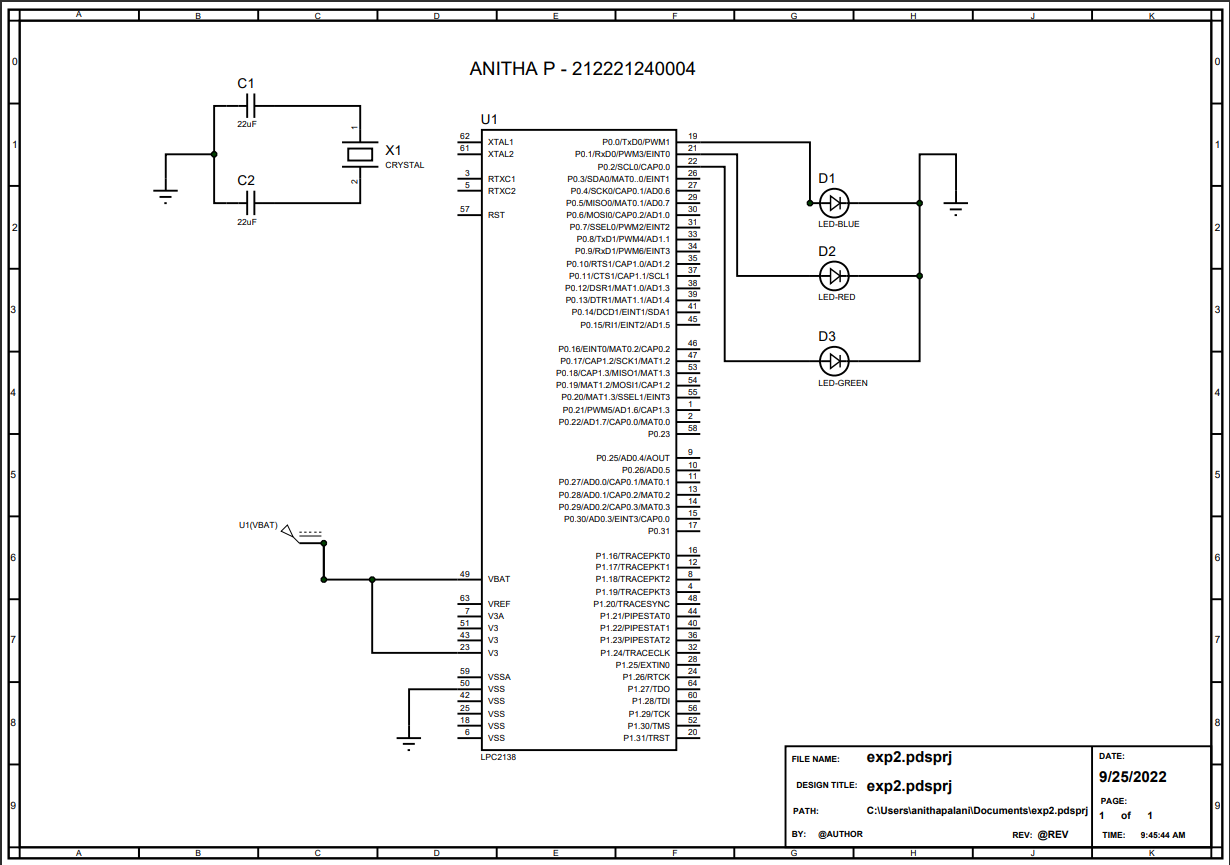 A B C D E F G H J K
ANITHA P - 212221240004
C1
22uF
C2
22uF
1
2
X1
CRYSTAL
U1
62 XTAL1
61 XTAL2
3 RTXC1
5 RTXC2
57 RST
P0.0/TxD0/PWM1 19
P0.1/RxD0/PWM3/EINT0 21
P0.2/SCL0/CAP0.0 22
P0.3/SDA0/MAT0..0/EINT1 26
P0.4/SCK0/CAP0.1/AD0.6 27
P0.5/MISO0/MAT0.1/AD0.7 29
P0.6/MOSI0/CAP0.2/AD1.0 30
P0.7/SSEL0/PWM2/EINT2 31
P0.8/TxD1/PWM4/AD1.1 33
P0.9/RxD1/PWM6/EINT3 34
P0.10/RTS1/CAP1.0/AD1.2 35
P0.11/CTS1/CAP1.1/SCL1 37
P0.12/DSR1/MAT1.0/AD1.3 38
P0.13/DTR1/MAT1.1/AD1.4 39
P0.14/DCD1/EINT1/SDA1 41
P0.15/RI1/EINT2/AD1.5 45
P0.16/EINT0/MAT0.2/CAP0.2 46
P0.17/CAP1.2/SCK1/MAT1.2 47
P0.18/CAP1.3/MISO1/MAT1.3 53
P0.19/MAT1.2/MOSI1/CAP1.2 54
P0.20/MAT1.3/SSEL1/EINT3 55
P0.21/PWM5/AD1.6/CAP1.3 1
P0.22/AD1.7/CAP0.0/MAT0.0 2
P0.23 58
P0.25/AD0.4/AOUT 9
P0.26/AD0.5 10
P0.27/AD0.0/CAP0.1/MAT0.1 11
P0.28/AD0.1/CAP0.2/MAT0.2 13
P0.29/AD0.2/CAP0.3/MAT0.3 14
P0.30/AD0.3/EINT3/CAP0.0 15
P0.31 17
P1.16/TRACEPKT0 16
P1.17/TRACEPKT1 12
P1.18/TRACEPKT2 8
P1.19/TRACEPKT3 4
P1.20/TRACESYNC 48
P1.21/PIPESTAT0 44
P1.22/PIPESTAT1 40
P1.23/PIPESTAT2 36
P1.24/TRACECLK 32
P1.25/EXTIN0 28
P1.26/RTCK 24
P1.27/TDO 64
P1.28/TDI 60
P1.29/TCK 56
P1.30/TMS 52
P1.31/TRST 20
U1(VBAT)
49 VBAT
63 VREF
7 V3A
51 V3
43 V3
23 V3
59 VSSA
50 VSS
42 VSS
25 VSS
18 VSS
6 VSS
LPC2138
D1
LED-BLUE
D2
LED-RED
D3
LED-GREEN
0 0
1 1
2 2
3 3
4 4
5 5
6 6
7 7
8 8
9 9
FILE NAME: exp2.pdsprj
DESIGN TITLE: exp2.pdsprj
PATH: C:\Users\anithapalani\Documents\exp2.pdsprj
BY: @AUTHOR REV: @REV
DATE:
9/25/2022
PAGE:
1 of 1
TIME: 9:45:44 AM
A B C D E F G H J K